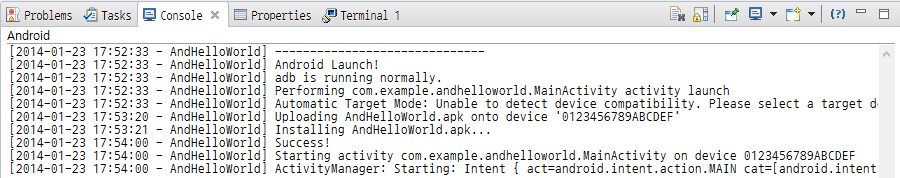 Problems Tasks Console Properties Terminal 1
Android
[2014-01-23 17:52:33 - AndHelloWorld] ------------------------------
[2014-01-23 17:52:33 - AndHelloWorld] Android Launch!
[2014-01-23 17:52:33 - AndHelloWorld] adb is running normally.
[2014-01-23 17:52:33 - AndHelloWorld] Performing com.example.andhelloworld.MainActivity activity launch
[2014-01-23 17:52:33 - AndHelloWorld] Automatic Target Mode: Unable to detect device compatibility. Please select a target de
[2014-01-23 17:53:20 - AndHelloWorld] Uploading AndHelloWorld.apk onto device '0123456789ABCDEF'
[2014-01-23 17:53:21 - AndHelloWorld] Installing AndHelloWorld.apk...
[2014-01-23 17:54:00 - AndHelloWorld] Success!
[2014-01-23 17:54:00 - AndHelloWorld] Starting activity com.example.andhelloworld.MainActivity on device 0123456789ABCDEF
[2014-01-23 17:54:00 - AndHelloWorld] ActivityManager: Starting: Intent { act=android.intent.action.MAIN cat=[android.intent